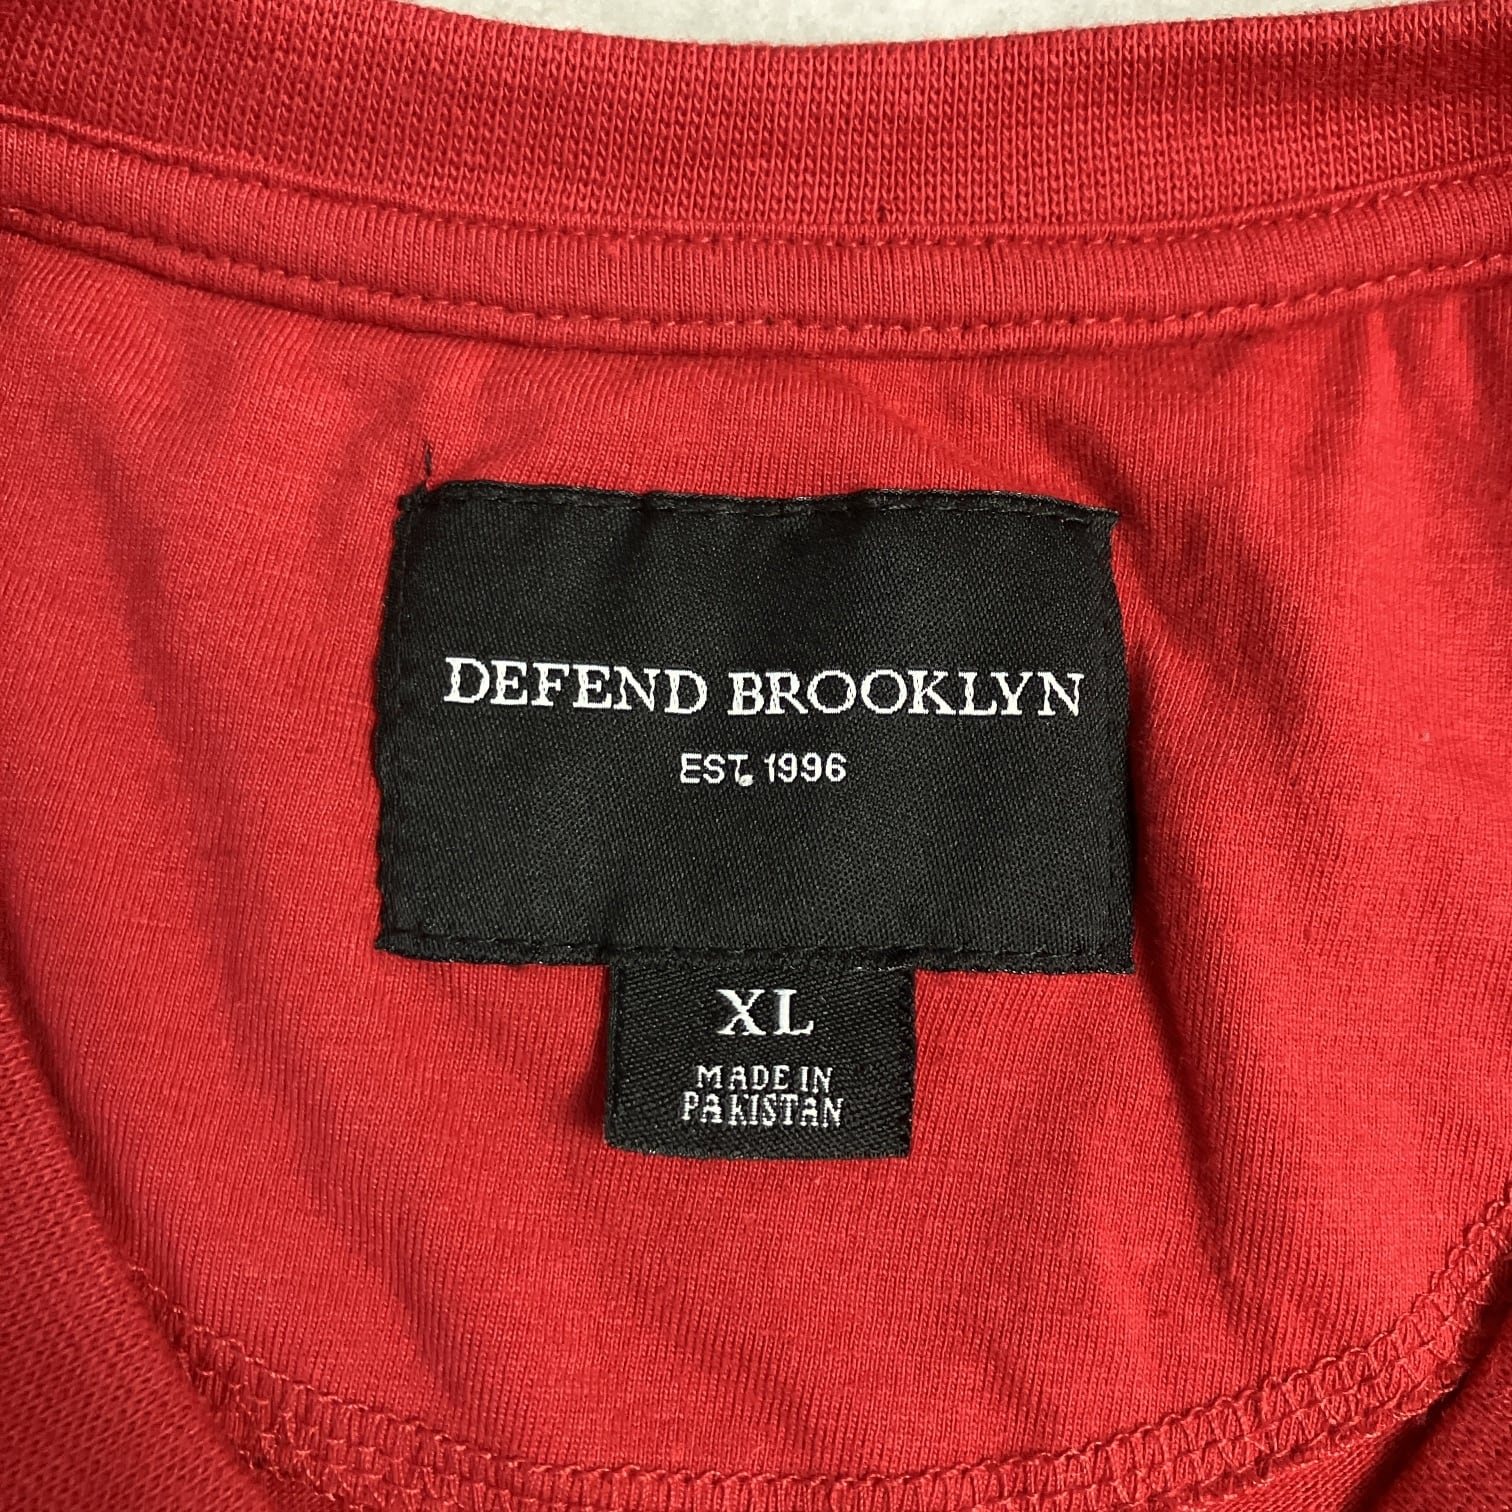 DEFEND BROOKLYN
EST. 1996
XL
MADE IN
PAKISTAN